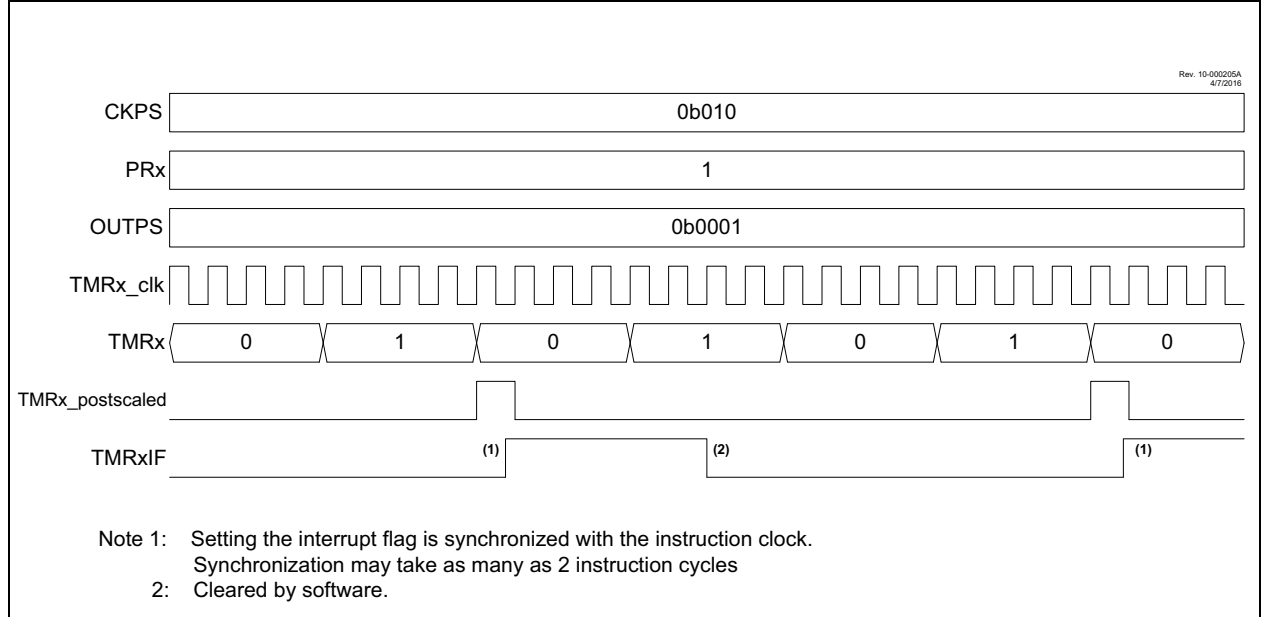 Rev. 10-000205A
4/7/2016
CKPS 0b010
PRx 1
OUTPS 0b0001
TMRx_clk
TMRx 0 1 0 1 0 1 0
TMRx_postscaled
TMRxIF (1) (2) (1)
Note 1: Setting the interrupt flag is synchronized with the instruction clock.
Synchronization may take as many as 2 instruction cycles
2: Cleared by software.